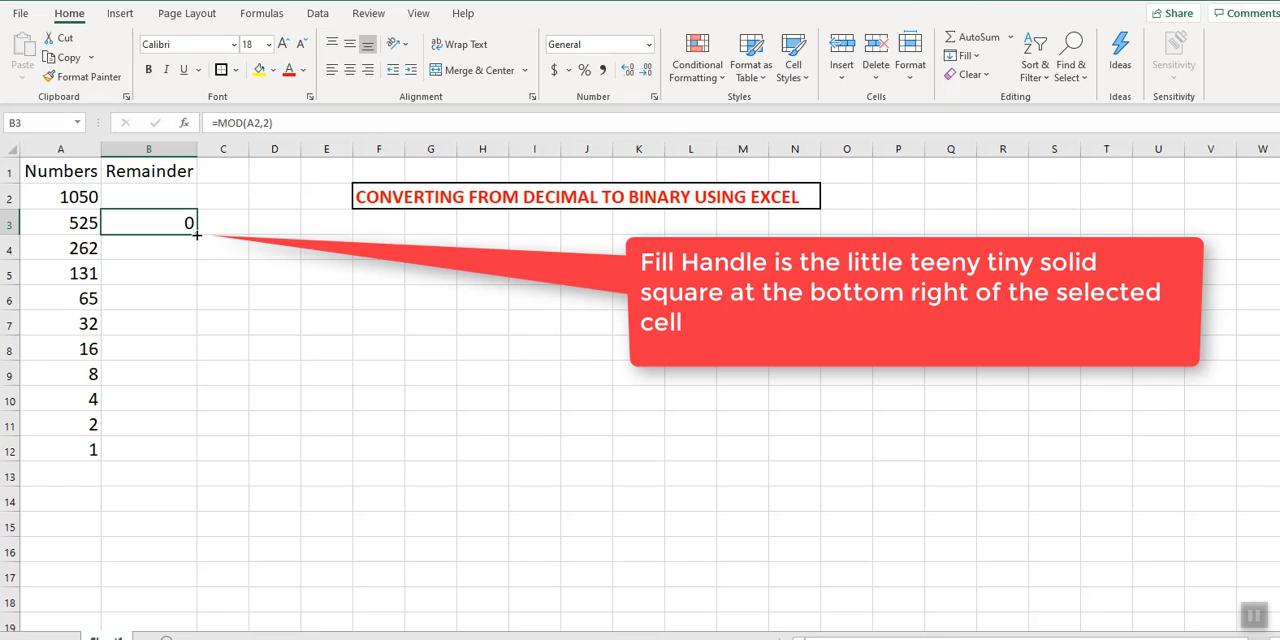 File Home Insert Page Layout Formulas Data Review View Help Share Comments
Paste Cut Copy Format Painter
Clipboard
Calibri 18 A A
B I U A
Font
Wrap Text
Merge & Center
Alignment
General
$ % , .00
Number
Conditional Formatting Format as Table Cell Styles
Styles
Insert Delete Format
Cells
AutoSum Fill Clear Sort & Filter Find & Select
Editing
Ideas
Ideas
Sensitivity
Sensitivity
B3 fx =MOD(A2,2)
A B C D E F G H I J K L M N O P Q R S T U V W
1 Numbers Remainder
2 1050 CONVERTING FROM DECIMAL TO BINARY USING EXCEL
3 525 0
4 262
5 131
6 65
7 32
8 16
9 8
10 4
11 2
12 1
13
14
15
16
17
18
19
Fill Handle is the little teeny tiny solid
square at the bottom right of the selected
cell